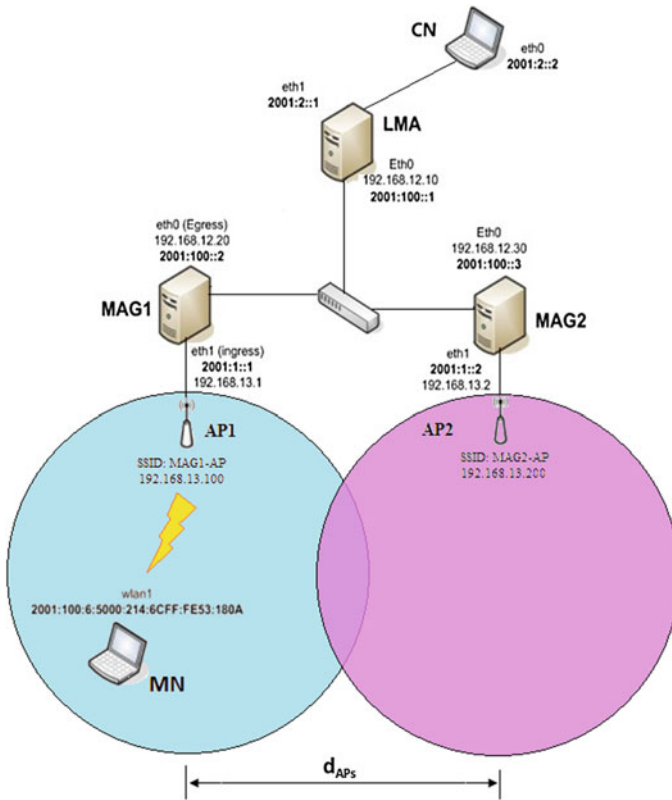 CN
eth0
2001:2::2
eth1
2001:2::1
LMA
Eth0
192.168.12.10
2001:100::1
eth0 (Egress)
192.168.12.20
2001:100::2
Eth0
192.168.12.30
2001:100::3
MAG1
MAG2
eth1 (ingress)
2001:1::1
192.168.13.1
eth1
2001:1::2
192.168.13.2
AP1
AP2
SSID: MAG1-AP
192.168.13.100
SSID: MAG2-AP
192.168.13.200
wlan1
2001:100:6:5000:214:6CFF:FE53:180A
MN
dAPs